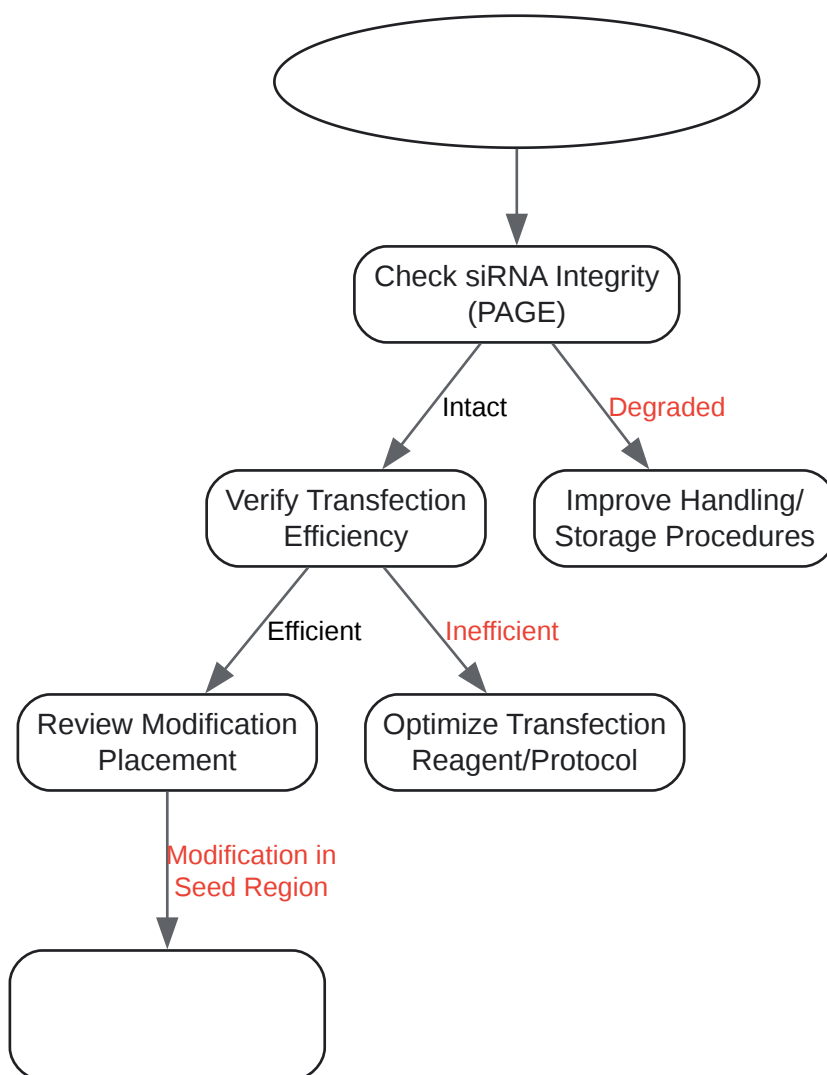 Check siRNA Integrity
(PAGE)
Intact
Degraded
Verify Transfection
Efficiency
Improve Handling/
Storage Procedures
Efficient
Inefficient
Review Modification
Placement
Optimize Transfection
Reagent/Protocol
Modification in
Seed Region